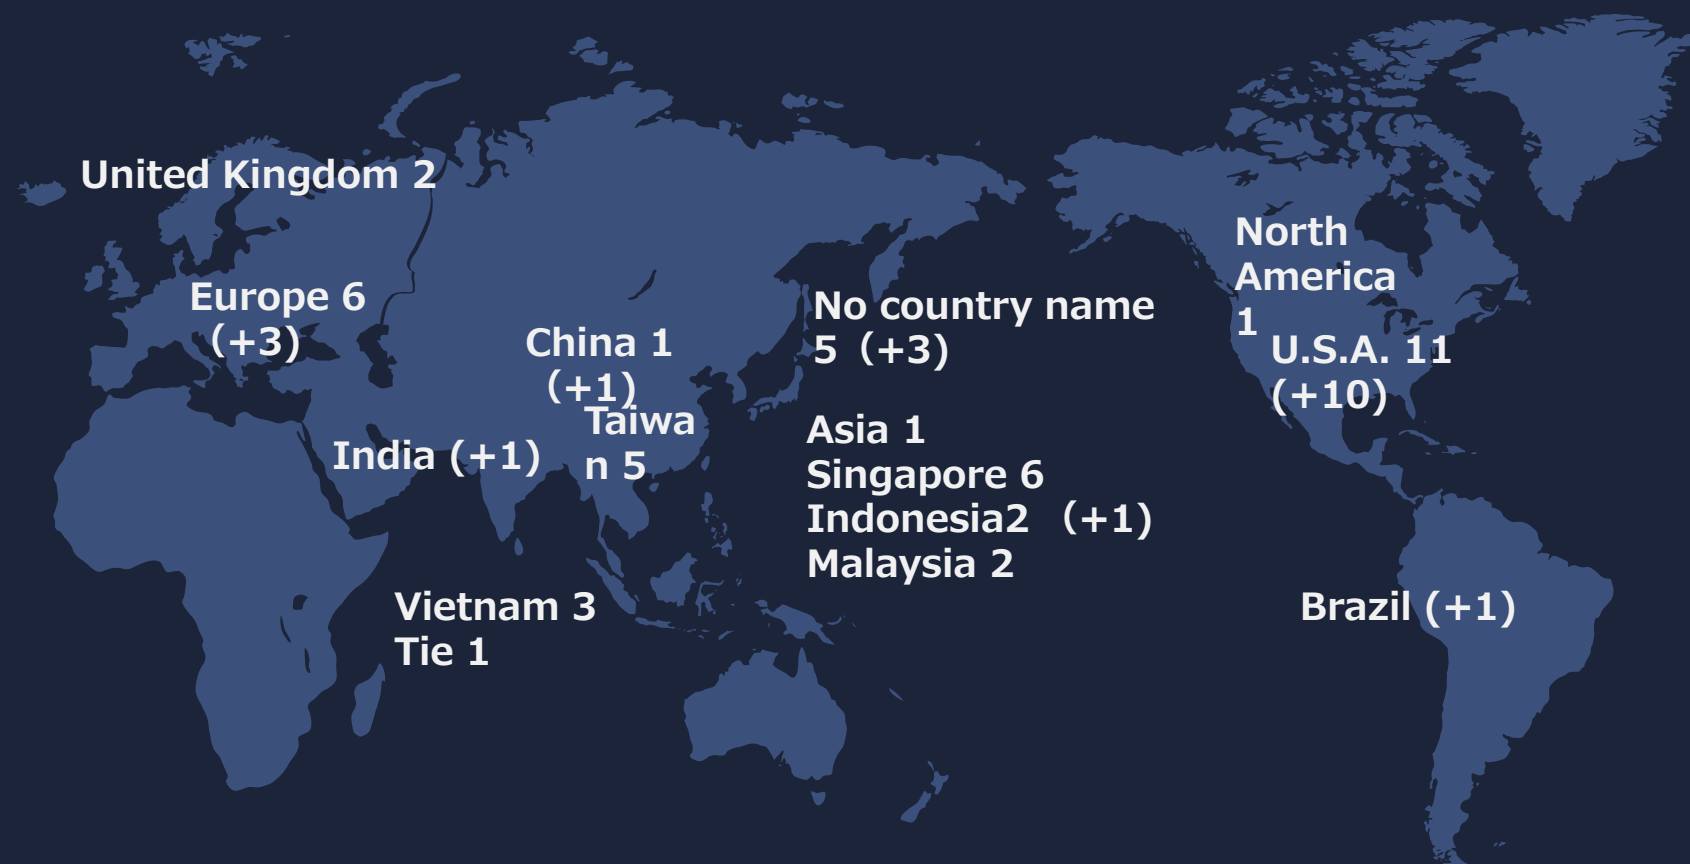 United Kingdom 2
Europe 6
(+3)
China 1
(+1)
Taiwa
n 5
India (+1)
Vietnam 3
Tie 1
No country name
5 (+3)
Asia 1
Singapore 6
Indonesia2 (+1)
Malaysia 2
North
America
1
U.S.A. 11
(+10)
Brazil (+1)